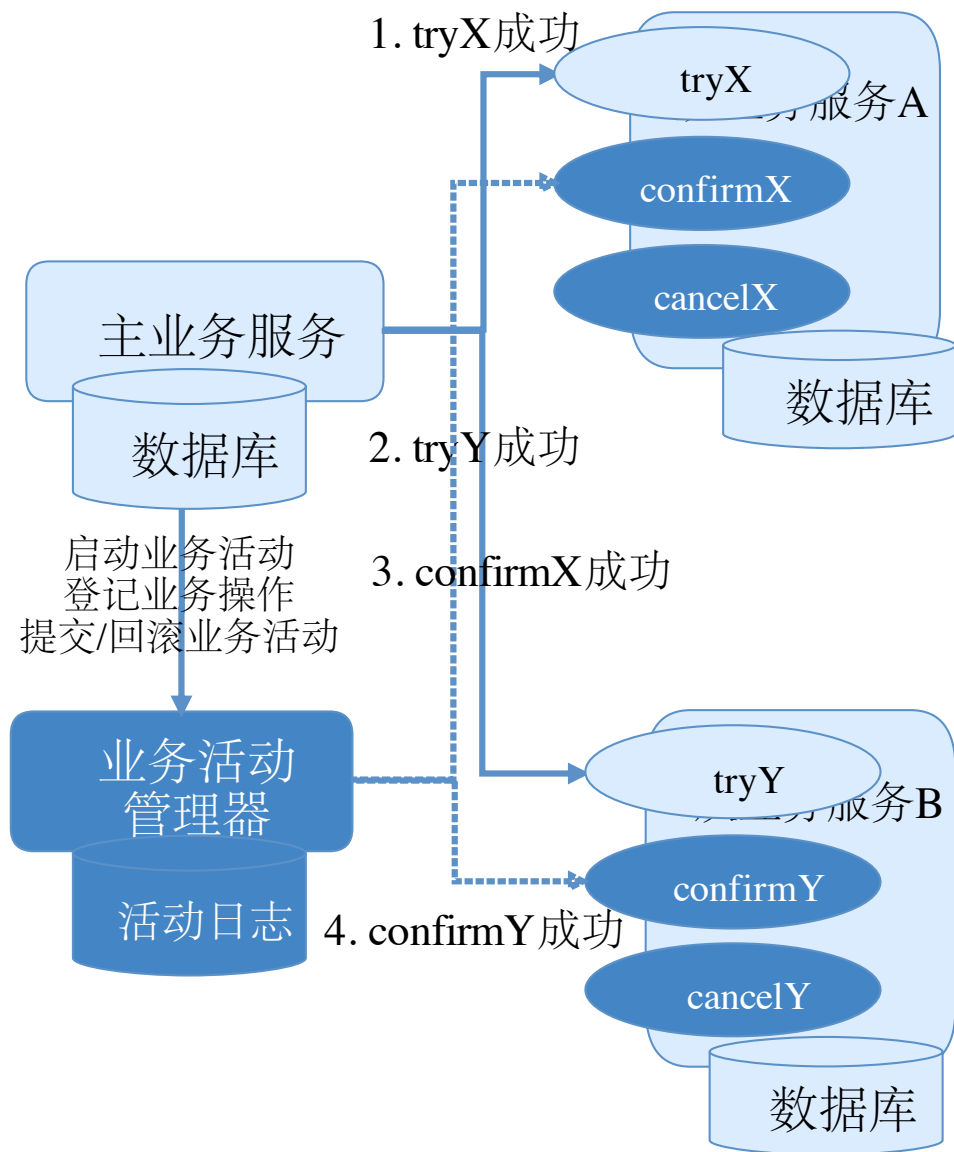 1. tryX成功
tryX
业务服务A
confirmX
cancelX
数据库
主业务服务
数据库
2. tryY成功
启动业务活动
登记业务操作
提交/回滚业务活动
3. confirmX成功
业务活动
管理器
活动日志
tryY
业务服务B
confirmY
4. confirmY成功
cancelY
数据库